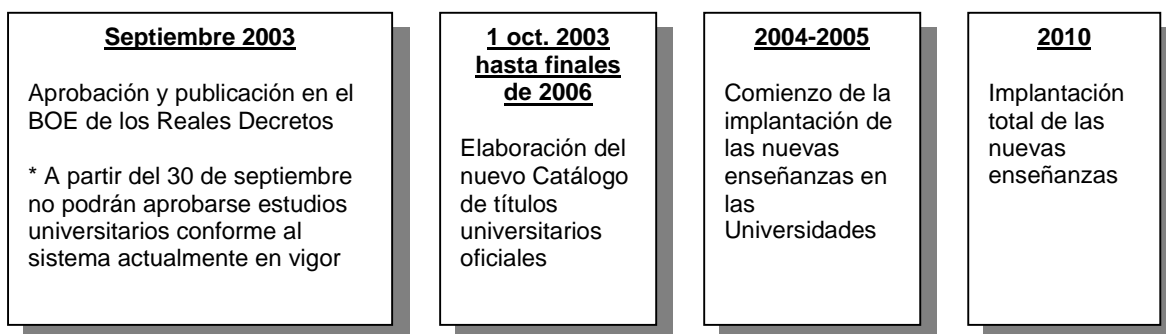 Septiembre 2003
Aprobación y publicación en el
BOE de los Reales Decretos
* A partir del 30 de septiembre
no podrán aprobarse estudios
universitarios conforme al
sistema actualmente en vigor
1 oct. 2003
hasta finales
de 2006
Elaboración del
nuevo Catálogo
de títulos
universitarios
oficiales
2004-2005
Comienzo de la
implantación de
las nuevas
enseñanzas en
las
Universidades
2010
Implantación
total de las
nuevas
enseñanzas